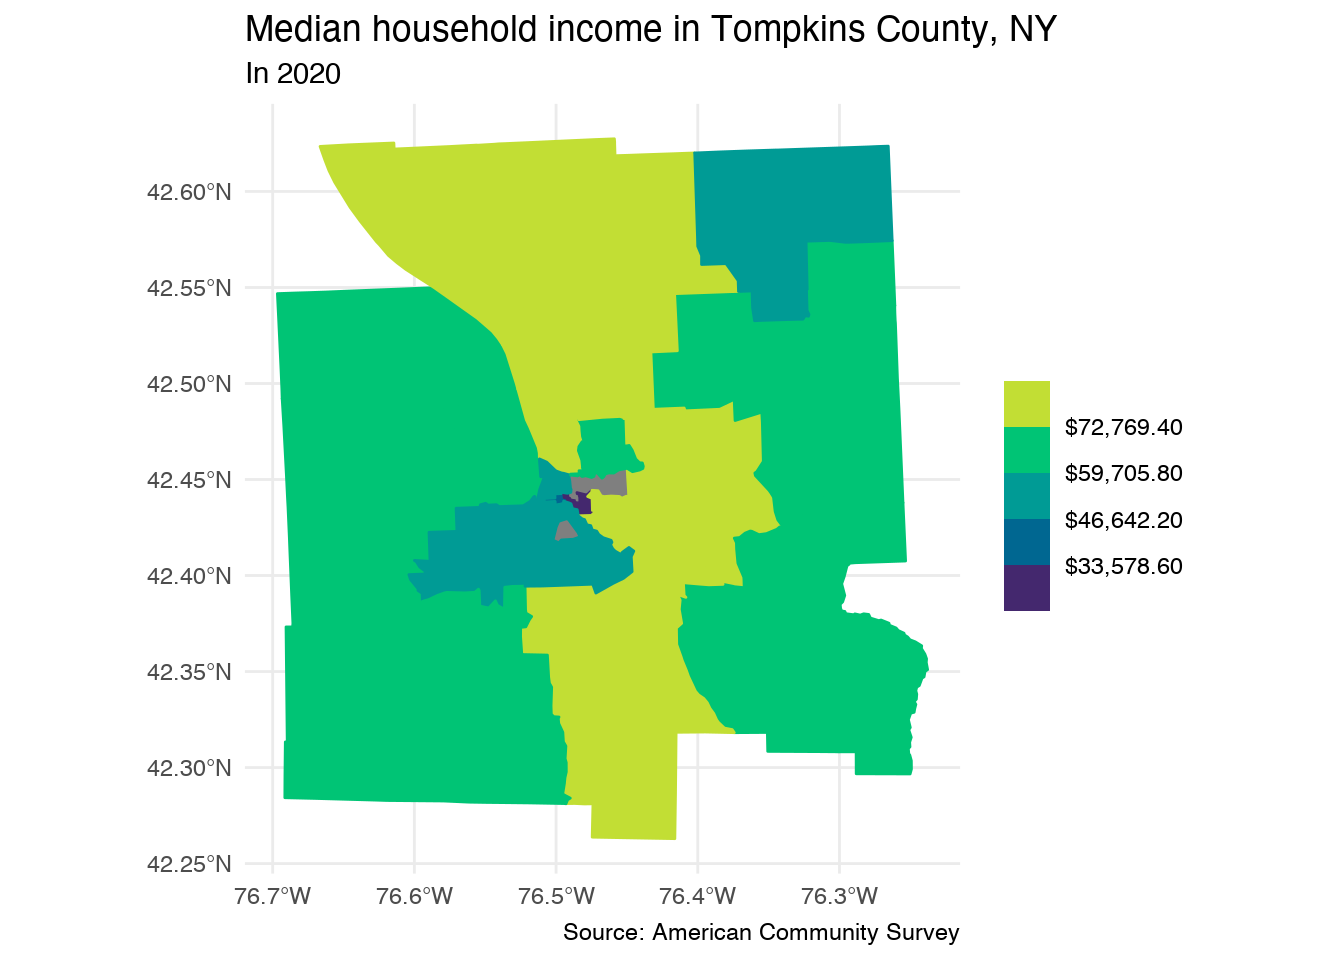 Median household income in Tompkins County, NY
In 2020
42.60°N
42.55°N
42.50°N
42.45°N
42.40°N
42.35°N
42.30°N
42.25°N
76.7°W
76.6°W
76.5°W
76.4°W
76.3°W
$72,769.40
$59,705.80
$46,642.20
$33,578.60
Source: American Community Survey